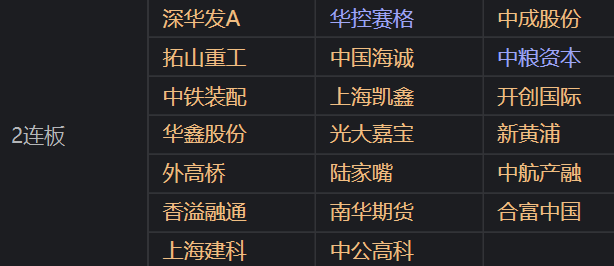 深华发A 华控赛格 中成股份
拓山重工 中国海诚 中粮资本
中铁装配 上海凯鑫 开创国际
2连板 华鑫股份 光大嘉宝 新黄浦
外高桥 陆家嘴 中航产融
香溢融通 南华期货 合富中国
上海建科 中公高科